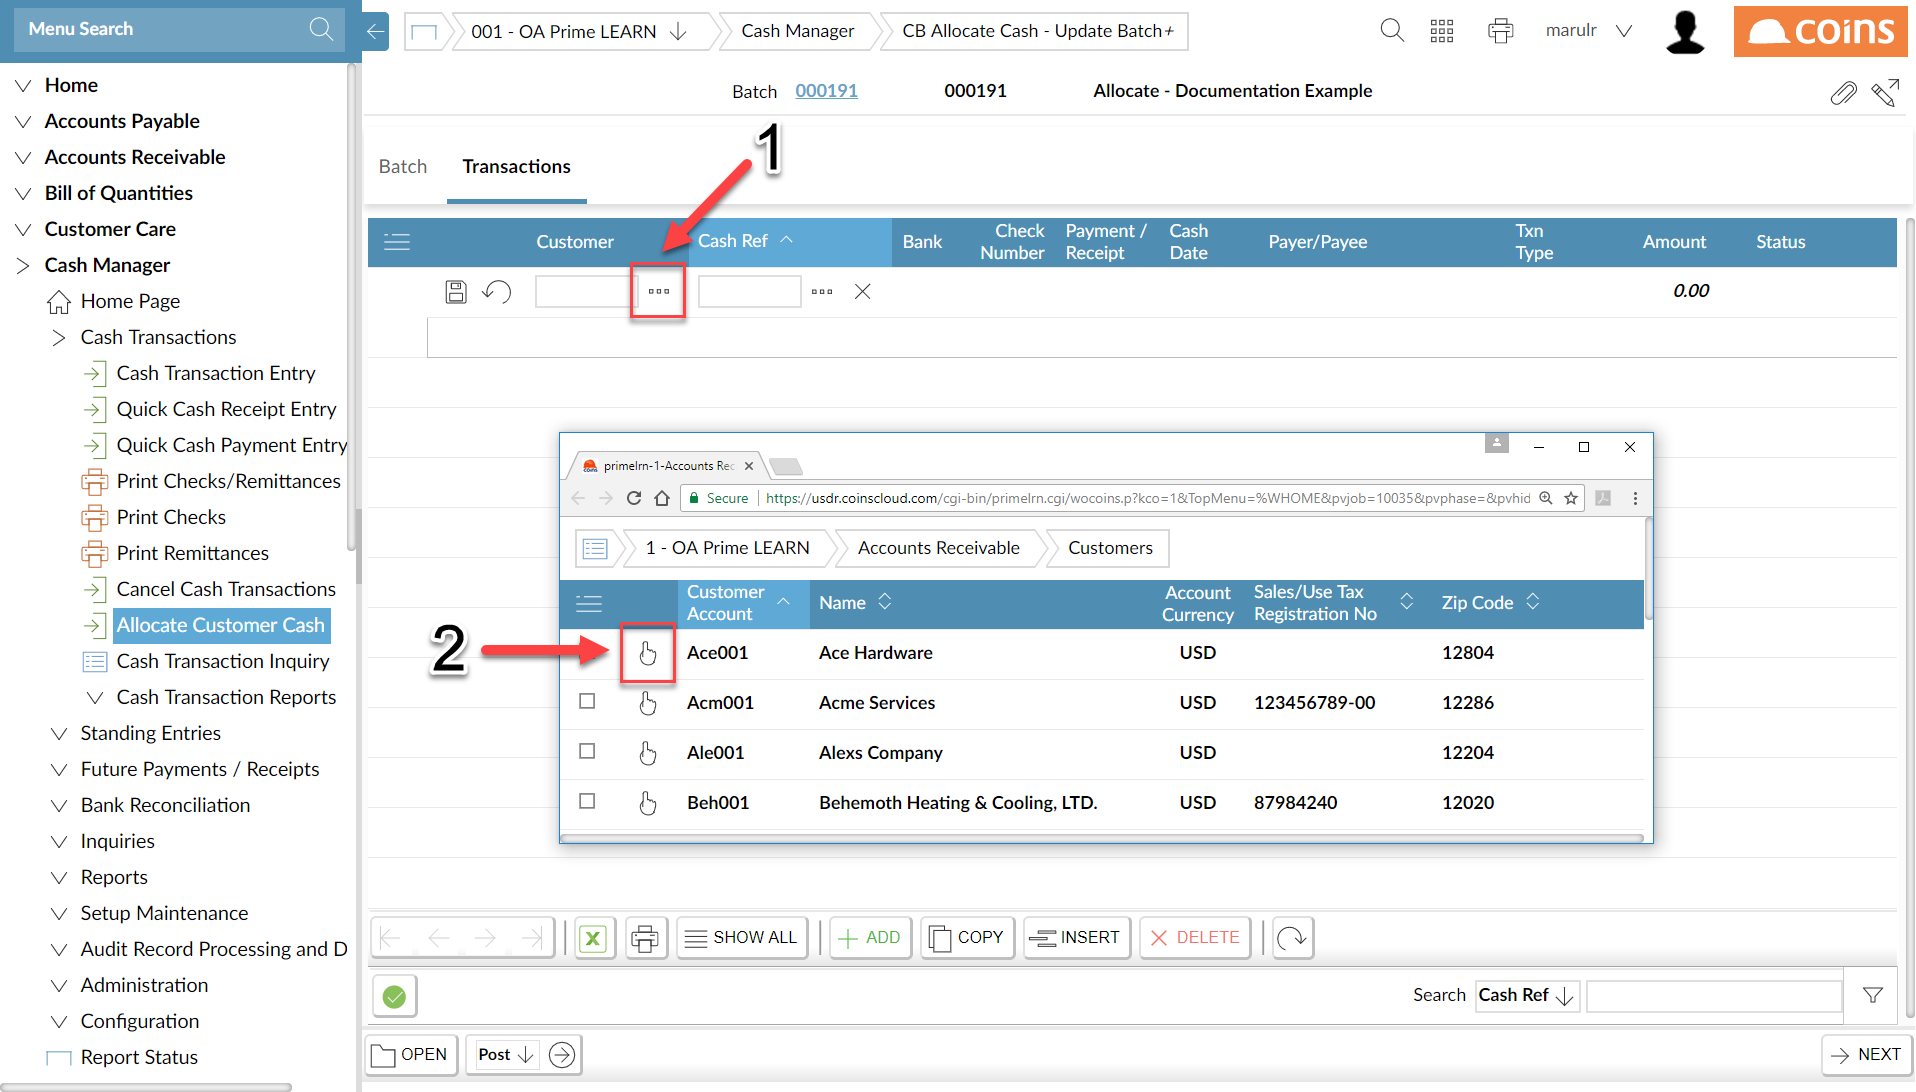 Menu Search
001 - OA Prime LEARN
Cash Manager
CB Allocate Cash - Update Batch+
marulr
coins
Batch
000191
000191
Allocate - Documentation Example
Home
Accounts Payable
Accounts Receivable
Bill of Quantities
Customer Care
Cash Manager
Home Page
Cash Transactions
Cash Transaction Entry
Quick Cash Receipt Entry
Quick Cash Payment Entry
Print Checks/Remittances
Print Checks
Print Remittances
Cancel Cash Transactions
Allocate Customer Cash
Cash Transaction Inquiry
Cash Transaction Reports
Standing Entries
Future Payments / Receipts
Bank Reconciliation
Inquiries
Reports
Setup Maintenance
Audit Record Processing and D
Administration
Configuration
Report Status
1
Batch
Transactions
Customer
Cash Ref
Bank
Check
Number
Payment /
Receipt
Cash
Date
Payer/Payee
Txn
Type
Amount
Status
0.00
primelrn-1-Accounts Rec
Secure
https://usdr.coinscloud.com/cgi-bin/primelrn.cgi/wocoins.p?kco=1&TopMenu=%WHOME&pvjob=10035&pvphase=&pvhid
1 - OA Prime LEARN
Accounts Receivable
Customers
Customer
Account
Name
Account
Currency
Sales/Use Tax
Registration No
Zip Code
2
Ace001 Ace Hardware USD 12804
Acm001 Acme Services USD 123456789-00 12286
Ale001 Alexs Company USD 12204
Beh001 Behemoth Heating & Cooling, LTD. USD 87984240 12020
SHOW ALL
ADD
COPY
INSERT
DELETE
Search
Cash Ref
OPEN
Post
NEXT